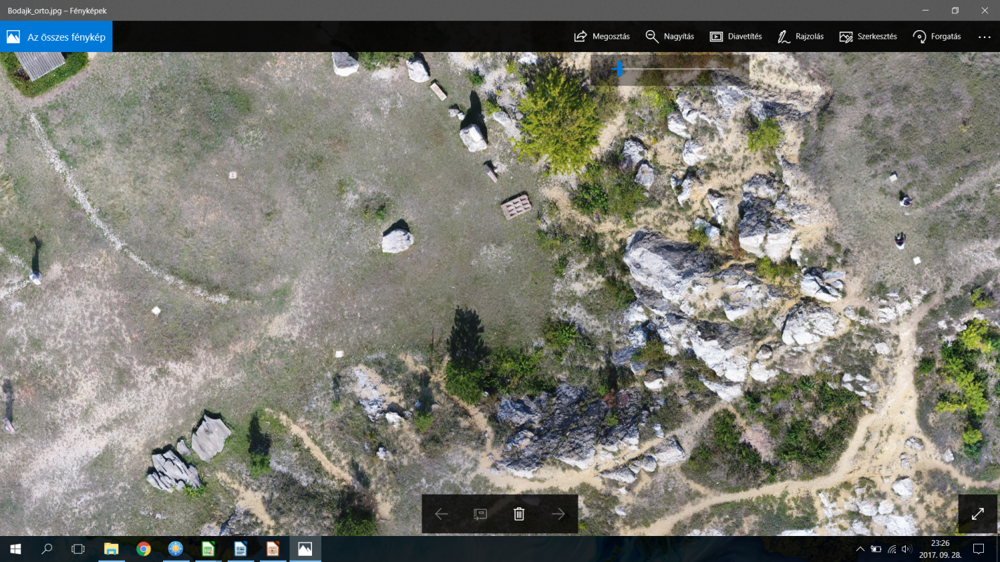 Bodajk_orto.jpg – Fényképek
Az összes fénykép
Megosztás
Nagyítás
Diavetítés
Rajzolás
Szerkesztés
Forgatás
23:26
2017. 09. 28.